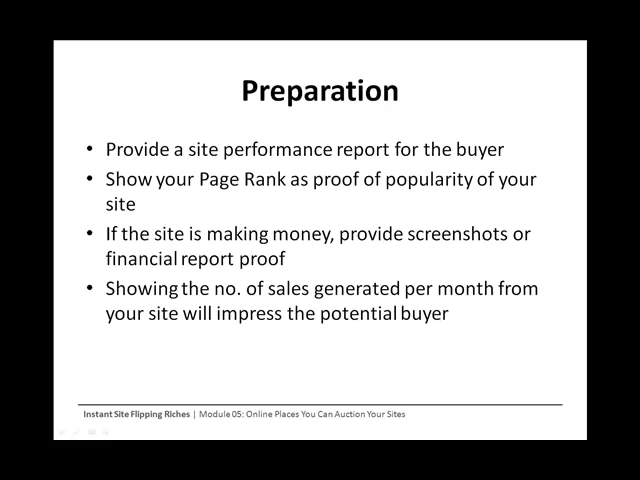 Preparation
• Provide a site performance report for the buyer
• Show your Page Rank as proof of popularity of your
site
• If the site is making money, provide screenshots or
financial report proof
• Showing the no. of sales generated per month from
your site will impress the potential buyer
Instant Site Flipping Riches | Module 05: Online Places You Can Auction Your Sites